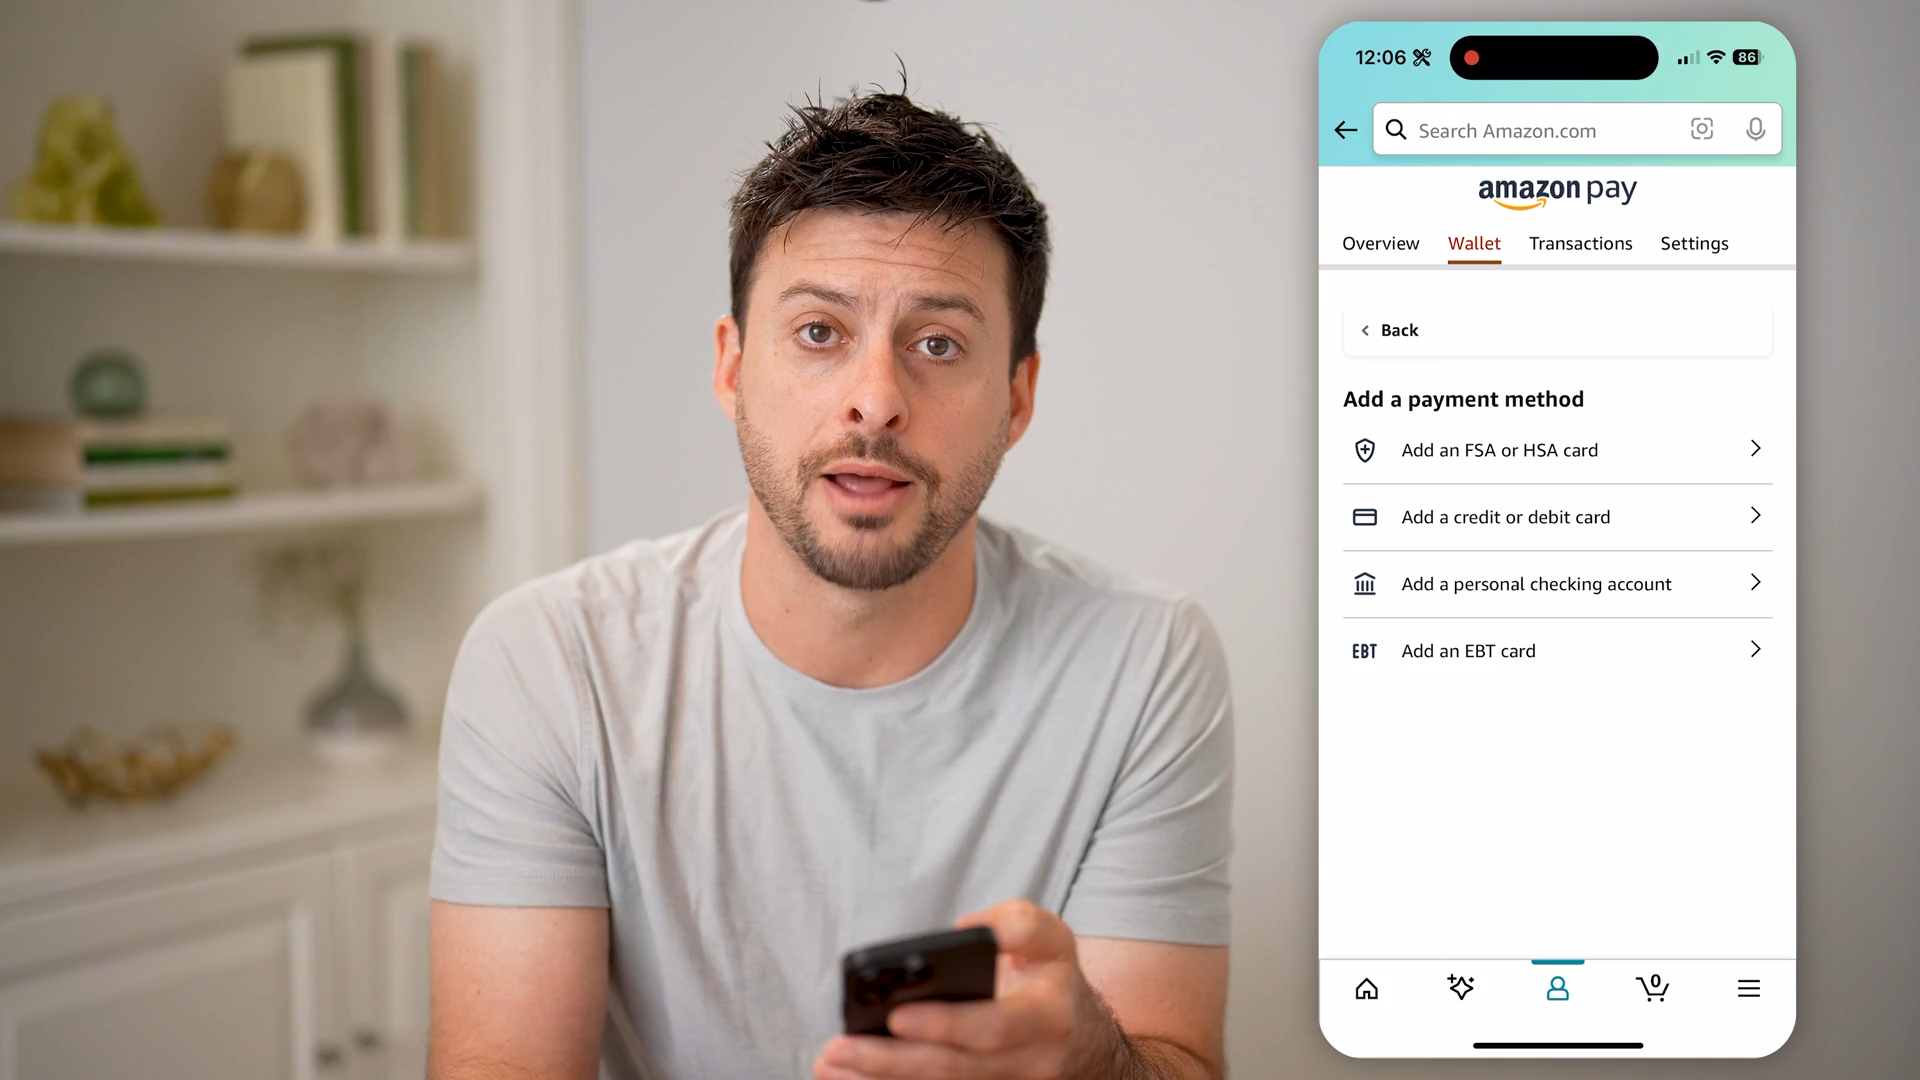 12:06
86
Search Amazon.com
amazon pay
Overview Wallet Transactions Settings
Back
Add a payment method
Add an FSA or HSA card
Add a credit or debit card
Add a personal checking account
EBT Add an EBT card
0